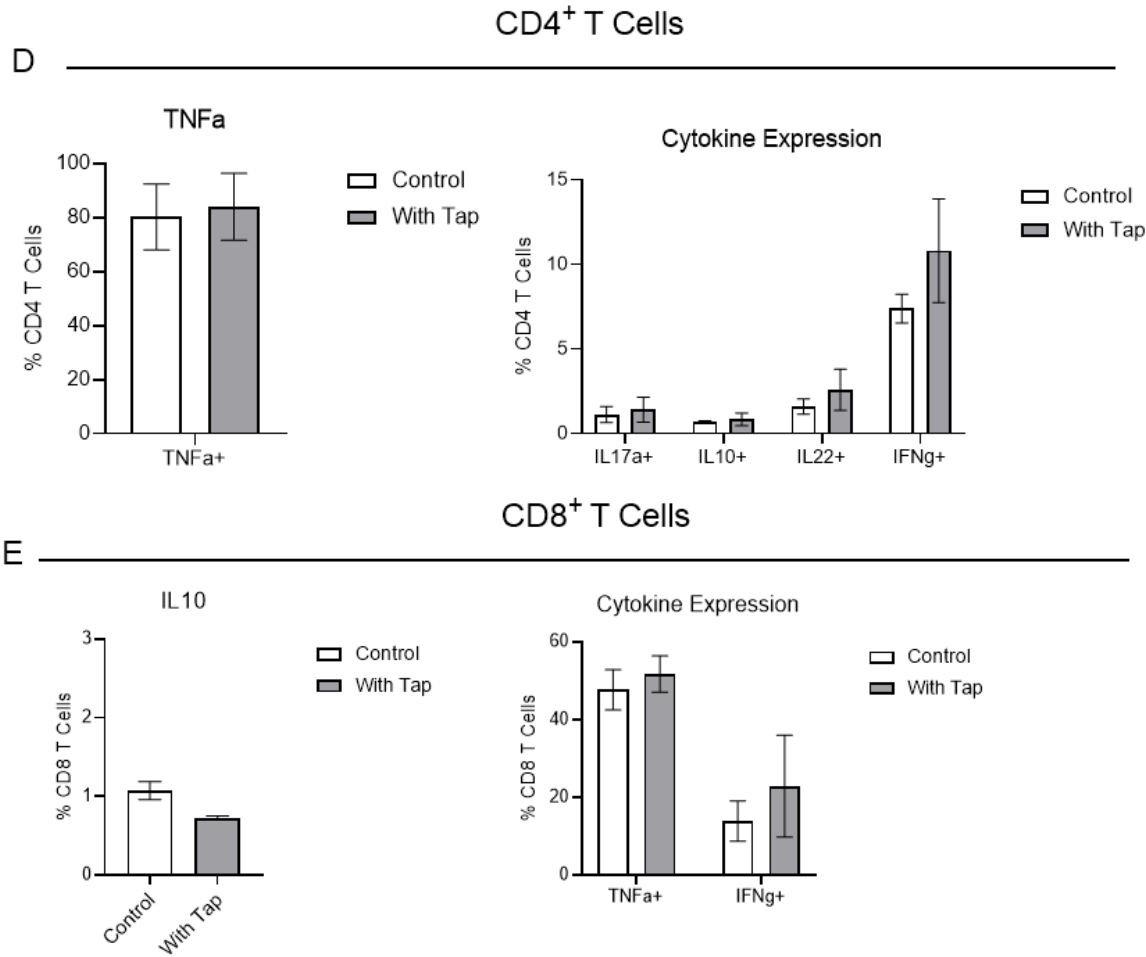 CD4+ T Cells
D
TNFa
% CD4 T Cells
100
80
60
40
20
0
TNFa+
Control
With Tap
Cytokine Expression
% CD4 T Cells
15
10
5
0
IL17a+ IL10+ IL22+ IFNg+
Control
With Tap
CD8+ T Cells
E
IL10
% CD8 T Cells
3
2
1
0
Control With Tap
Control
With Tap
Cytokine Expression
% CD8 T Cells
60
40
20
0
TNFa+ IFNg+
Control
With Tap